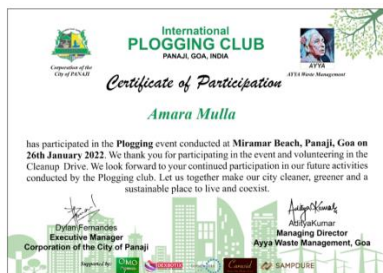 International
PLOGGING CLUB
PANAJI, GOA, INDIA
Corporation of the
City of PANAJI
AYYA
AYYA Waste Management
Certificate of Participation
Amara Mulla
has participated in the Plogging event conducted at Miramar Beach, Panaji, Goa on
26th January 2022. We thank you for participating in the event and volunteering in the
Cleanup Drive. We look forward to your continued participation in our future activities
conducted by the Plogging club. Let us together make our city cleaner, greener and a
sustainable place to live and coexist.
Dylan Fernandes
Executive Manager
Corporation of the City of Panaji
AdityaKumar
Managing Director
Ayya Waste Management, Goa
Supported by:
Caravel
SAMPDURE